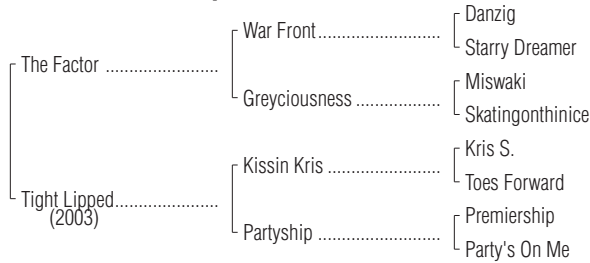 Danzig
War Front
Starry Dreamer
The Factor
Miswaki
Greyciousness
Skatingonthinice
Kris S.
Kissin Kris
Toes Forward
Tight Lipped
(2003)
Premiership
Partyship
Party's On Me